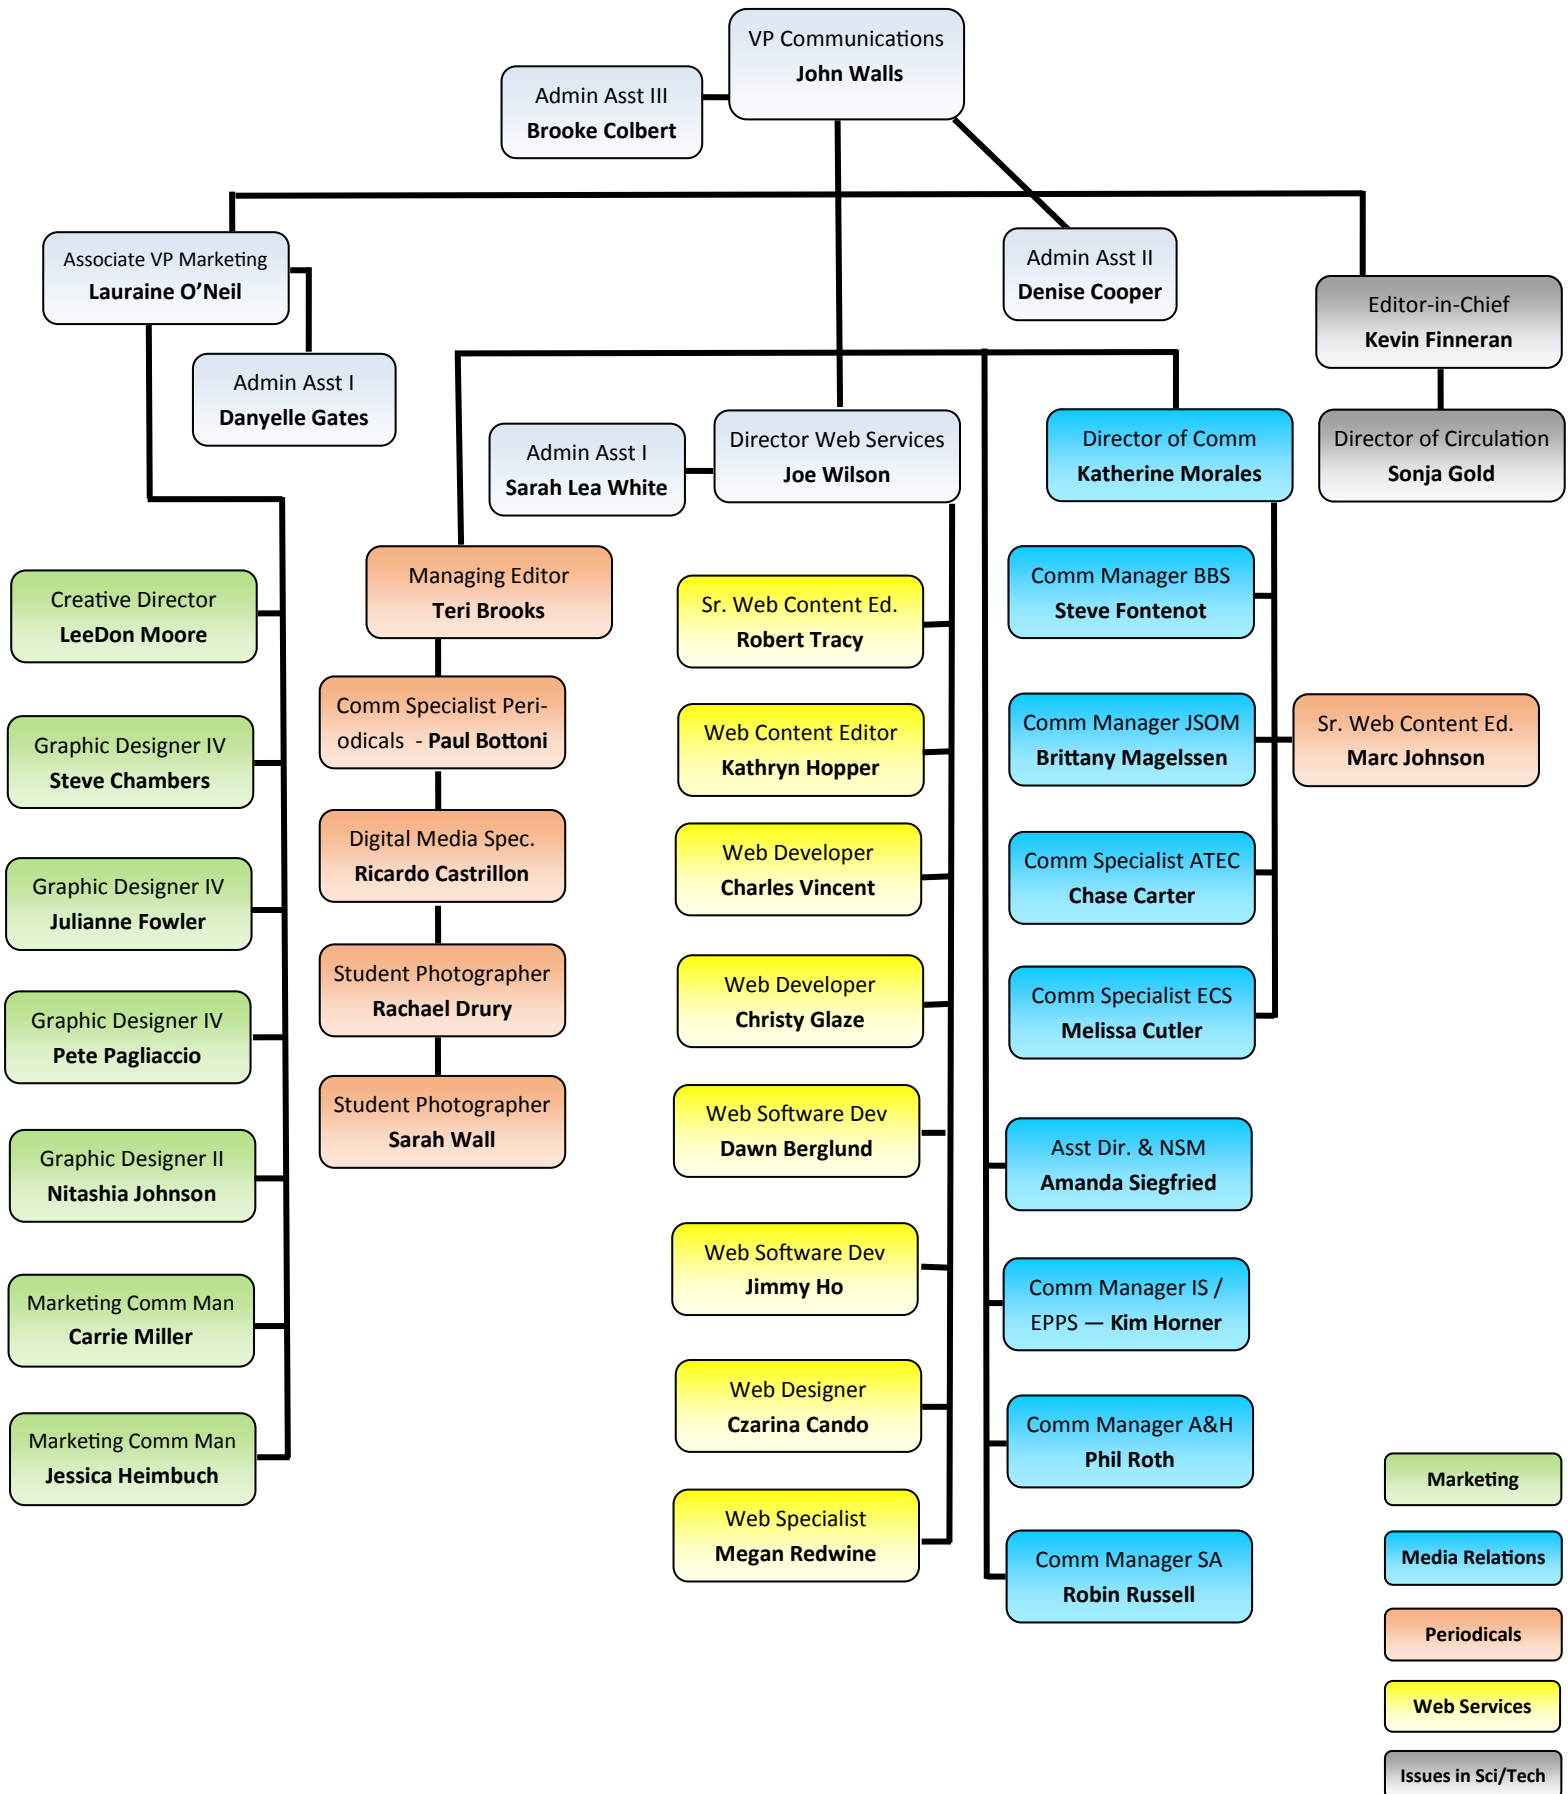 VP Communications
John Walls
Admin Asst III
Brooke Colbert
Associate VP Marketing
Lauraine O’Neil
Admin Asst II
Denise Cooper
Editor-in-Chief
Kevin Finneran
Admin Asst I
Danyelle Gates
Admin Asst I
Sarah Lea White
Director Web Services
Joe Wilson
Director of Comm
Katherine Morales
Director of Circulation
Sonja Gold
Creative Director
LeeDon Moore
Graphic Designer IV
Steve Chambers
Graphic Designer IV
Julianne Fowler
Graphic Designer IV
Pete Pagliaccio
Graphic Designer II
Nitashia Johnson
Marketing Comm Man
Carrie Miller
Marketing Comm Man
Jessica Heimbuch
Managing Editor
Teri Brooks
Comm Specialist Peri-
odicals - Paul Bottoni
Digital Media Spec.
Ricardo Castrillon
Student Photographer
Rachael Drury
Student Photographer
Sarah Wall
Sr. Web Content Ed.
Robert Tracy
Web Content Editor
Kathryn Hopper
Web Developer
Charles Vincent
Web Developer
Christy Glaze
Web Software Dev
Dawn Berglund
Web Software Dev
Jimmy Ho
Web Designer
Czarina Cando
Web Specialist
Megan Redwine
Comm Manager BBS
Steve Fontenot
Comm Manager JSOM
Brittany Magelssen
Sr. Web Content Ed.
Marc Johnson
Comm Specialist ATEC
Chase Carter
Comm Specialist ECS
Melissa Cutler
Asst Dir. & NSM
Amanda Siegfried
Comm Manager IS /
EPPS — Kim Horner
Comm Manager A&H
Phil Roth
Comm Manager SA
Robin Russell
Marketing
Media Relations
Periodicals
Web Services
Issues in Sci/Tech